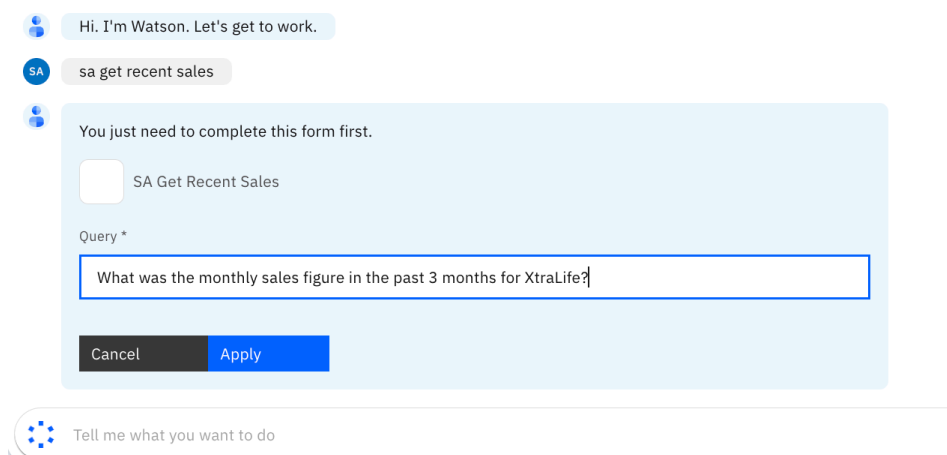 Hi. I'm Watson. Let's get to work.
SA
sa get recent sales
You just need to complete this form first.
SA Get Recent Sales
Query *
What was the monthly sales figure in the past 3 months for XtraLife?
Cancel
Apply
Tell me what you want to do